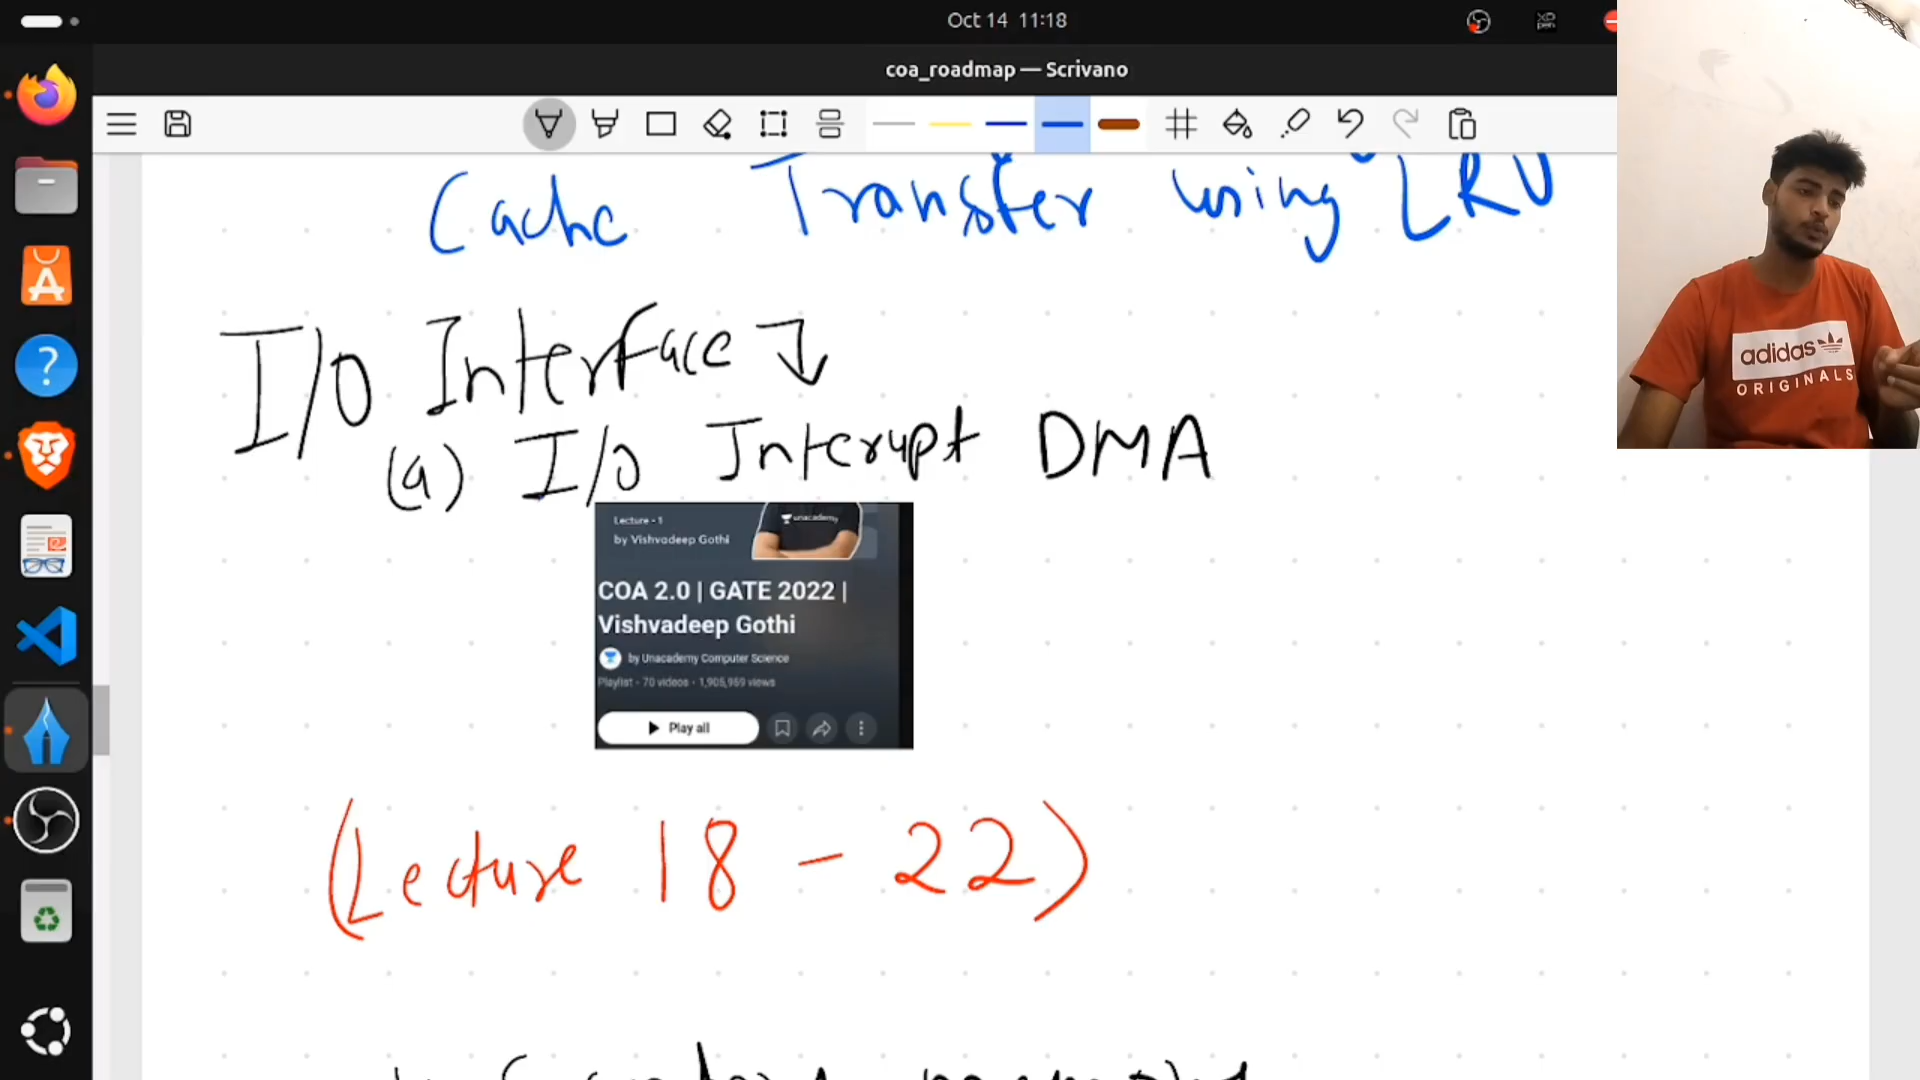 Oct 14 11:18
coa_roadmap — Scrivano
Cache Transfer using LRU
I/O Interface
(a) I/O Interupt DMA
Lecture - 1
by Vishvadeep Gothi
unacademy
COA 2.0 | GATE 2022 |
Vishvadeep Gothi
by Unacademy Computer Science
Playlist - 70 videos - 1,905,959 views
Play all
(Lecture 18 - 22)
adidas
ORIGINALS